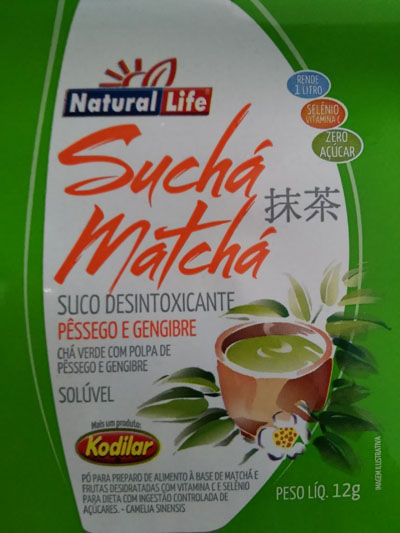 Natural Life
®
RENDE
1 LITRO
SELÊNIO
VITAMINA C
ZERO
AÇÚCAR
Suchá
Matchá
抹茶
SUCO DESINTOXICANTE
PÊSSEGO E GENGIBRE
CHÁ VERDE COM POLPA DE
PÊSSEGO E GENGIBRE
SOLÚVEL
Mais um produto:
Kodilar
PÓ PARA PREPARO DE ALIMENTO À BASE DE MATCHÁ E
FRUTAS DESIDRATADAS COM VITAMINA C E SELÊNIO
PARA DIETA COM INGESTÃO CONTROLADA DE
AÇÚCARES. - CAMELIA SINENSIS
PESO LÍQ. 12g
IMAGEM ILUSTRATIVA